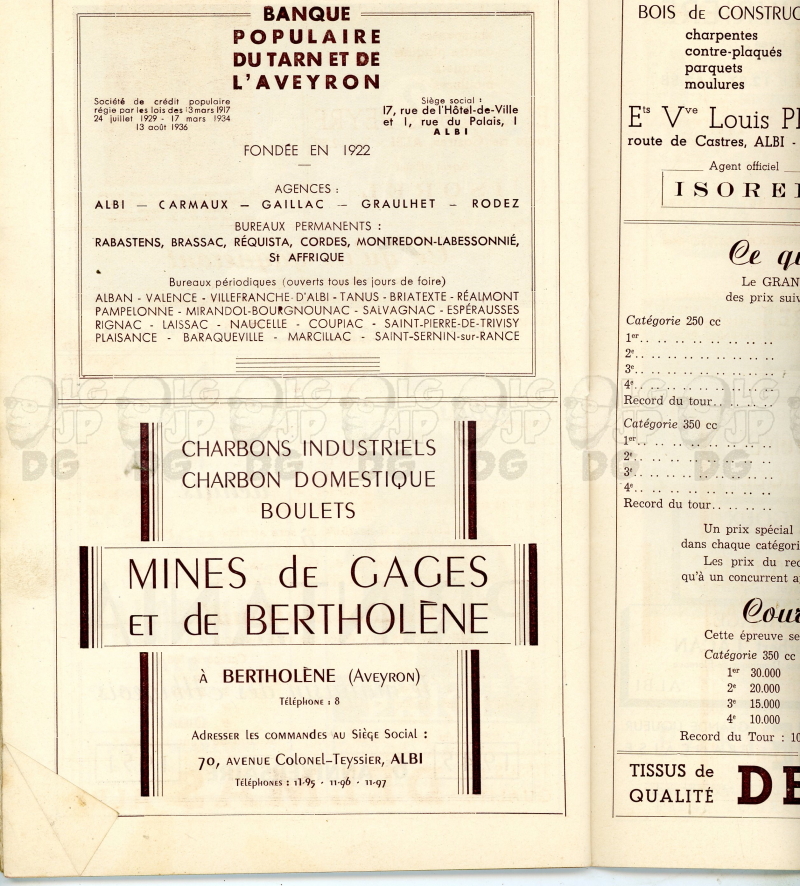 BANQUE
POPULAIRE
DU TARN ET DE
L'AVEYRON
Société de crédit populaire
régie par les lois des 13 mars 1917
24 juillet 1929 - 17 mars 1934
13 août 1936
Siège social :
17, rue de l'Hôtel-de-Ville
et 1, rue du Palais, 1
ALBI
FONDÉE EN 1922
AGENCES :
ALBI — CARMAUX — GAILLAC — GRAULHET — RODEZ
BUREAUX PERMANENTS :
RABASTENS, BRASSAC, RÉQUISTA, CORDES, MONTREDON-LABESSONNIÉ,
St AFFRIQUE
Bureaux périodiques (ouverts tous les jours de foire)
ALBAN - VALENCE - VILLEFRANCHE-D'ALBI - TANUS - BRIATEXTE - RÉALMONT
PAMPELONNE - MIRANDOL-BOURGNOUNAC - SALVAGNAC - ESPÉRAUSSES
RIGNAC - LAISSAC - NAUCELLE - COUPIAC - SAINT-PIERRE-DE-TRIVISY
PLAISANCE - BARAQUEVILLE - MARCILLAC - SAINT-SERNIN-sur-RANCE
CHARBONS INDUSTRIELS
CHARBON DOMESTIQUE
BOULETS
MINES de GAGES
ET de BERTHOLÈNE
À BERTHOLÈNE (Aveyron)
Téléphone : 8
Adresser les commandes au Siège Social :
70, AVENUE Colonel-Teyssier, ALBI
Téléphones : 11-95 - 11-96 - 11-97
BOIS de CONSTRUC
charpentes
contre-plaqués
parquets
moulures
Ets Vve Louis
route de Castres, ALBI -
Agent officiel
ISOREL
Ce qu
Le GRAN
des prix suiv
Catégorie 250 cc
1er.. .. .. .. .. .. .. ..
2e.. .. .. .. .. .. .. ..
3e.. .. .. .. .. .. .. ..
4e.. .. .. .. .. .. .. ..
Record du tour.. .. .. ..
Catégorie 350 cc
1er.. .. .. .. .. .. .. ..
2e.. .. .. .. .. .. .. ..
3e.. .. .. .. .. .. .. ..
4e.. .. .. .. .. .. .. ..
Record du tour.. .. .. ..
Un prix spécial
dans chaque catégori
Les prix du rec
qu'à un concurrent a
Cour
Cette épreuve se
Catégorie 350 cc
1er 30.000
2e 20.000
3e 15.000
4e 10.000
Record du Tour : 10
TISSUS de
QUALITÉ
DE